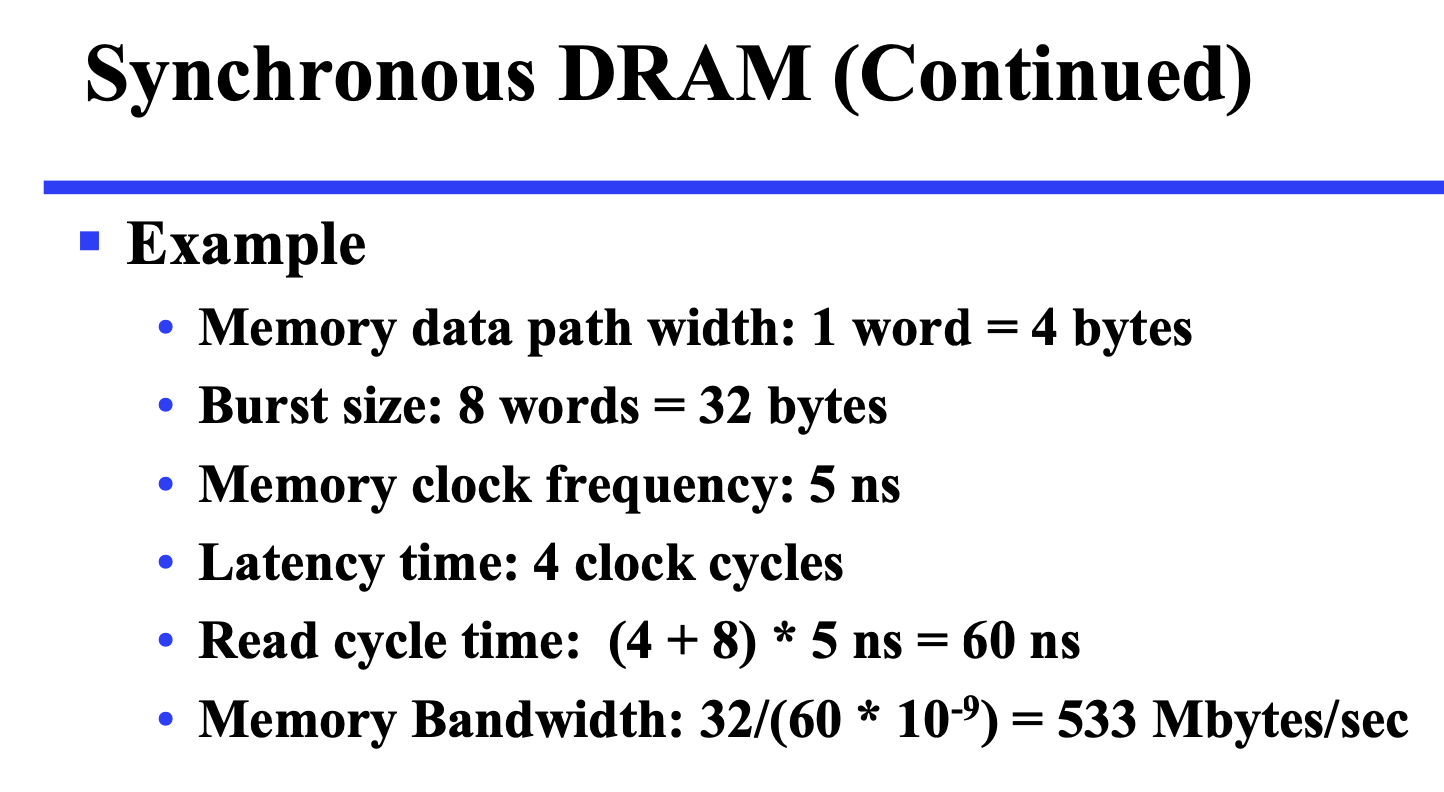 Synchronous DRAM (Continued)
▪ Example
• Memory data path width: 1 word = 4 bytes
• Burst size: 8 words = 32 bytes
• Memory clock frequency: 5 ns
• Latency time: 4 clock cycles
• Read cycle time: (4 + 8) * 5 ns = 60 ns
• Memory Bandwidth: 32/(60 * 10⁻⁹) = 533 Mbytes/sec